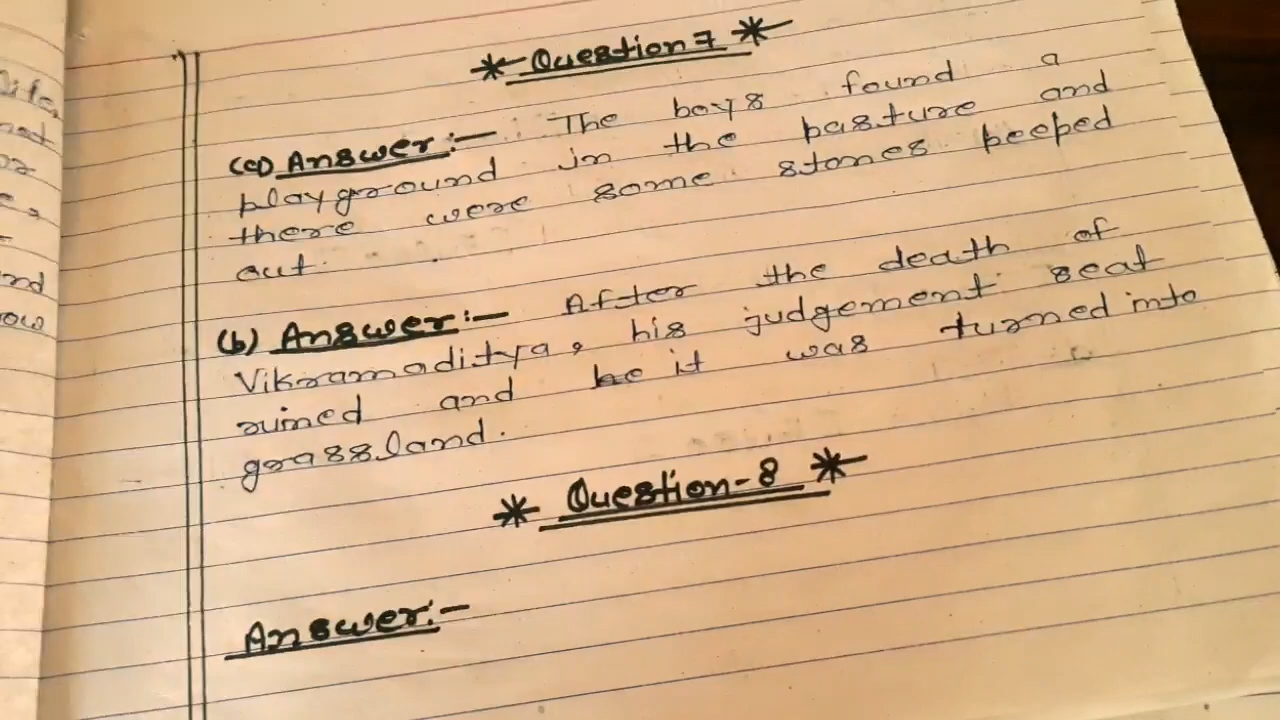 * Question 7 *
(a) Answer:- The boys found a
playground in the pasture and
there were some stones peeped
out.
(b) Answer:- After the death of
Vikramaditya, his judgement seat
ruined and he it was turned into
grassland.
* Question-8 *
Answer:-